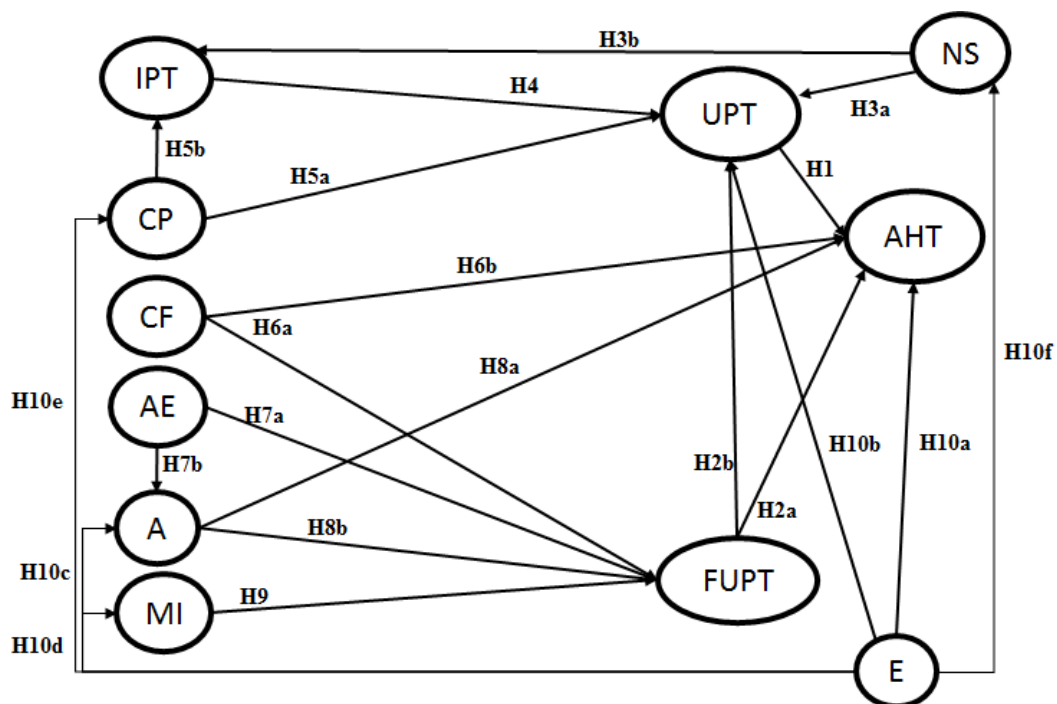 H3b
NS
IPT
H4
UPT
H3a
H5b
H5a
H1
CP
AHT
H6b
CF
H6a
H8a
H10f
H10e
AE
H7a
H7b
H2b
H10b
H10a
A
H8b
H2a
H10c
FUPT
H9
MI
H10d
E